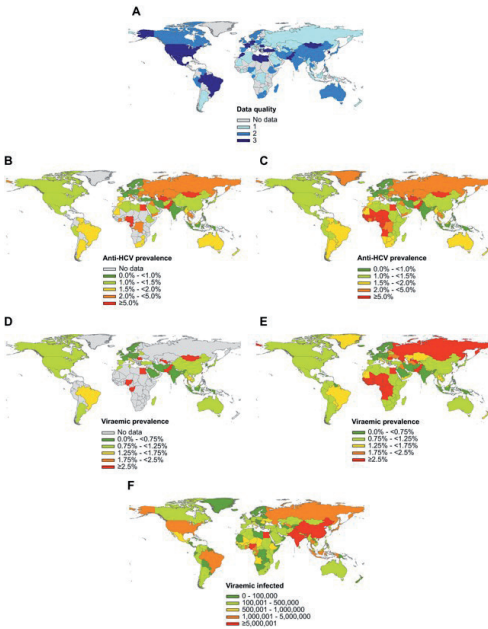 A
Data quality
No data
1
2
3
B
C
Anti-HCV prevalence
No data
0.0% - <1.0%
1.0% - <1.5%
1.5% - <2.0%
2.0% - <5.0%
≥5.0%
Anti-HCV prevalence
0.0% - <1.0%
1.0% - <1.5%
1.5% - <2.0%
2.0% - <5.0%
≥5.0%
D
E
Viraemic prevalence
No data
0.0% - <0.75%
0.75% - <1.25%
1.25% - <1.75%
1.75% - <2.5%
≥2.5%
Viraemic prevalence
0.0% - <0.75%
0.75% - <1.25%
1.25% - <1.75%
1.75% - <2.5%
≥2.5%
F
Viraemic infected
0 - 100,000
100,001 - 500,000
500,001 - 1,000,000
1,000,001 - 5,000,000
≥5,000,001